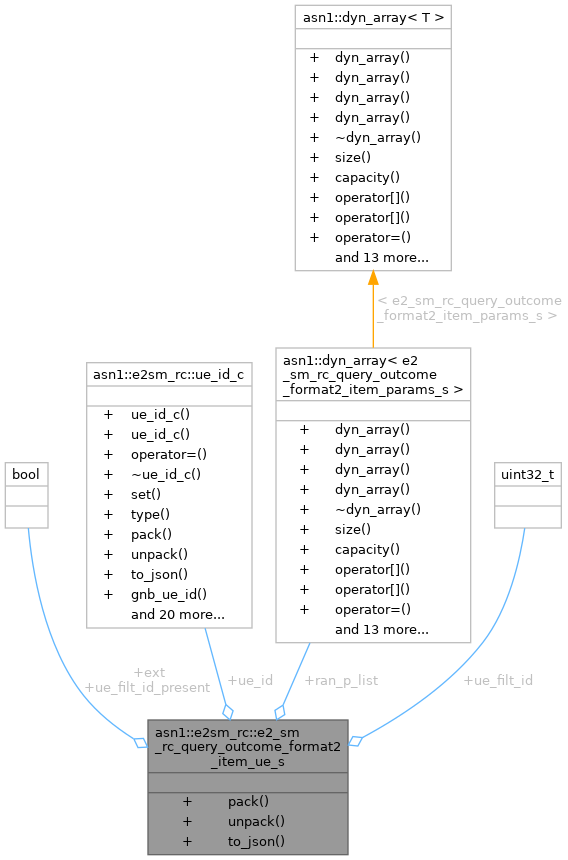 asn1::dyn_array< T >
+ dyn_array()
+ dyn_array()
+ dyn_array()
+ dyn_array()
+ ~dyn_array()
+ size()
+ capacity()
+ operator[]()
+ operator[]()
+ operator=()
and 13 more...
< e2_sm_rc_query_outcome
_format2_item_params_s >
asn1::dyn_array< e2
_sm_rc_query_outcome
_format2_item_params_s >
+ dyn_array()
+ dyn_array()
+ dyn_array()
+ dyn_array()
+ ~dyn_array()
+ size()
+ capacity()
+ operator[]()
+ operator[]()
+ operator=()
and 13 more...
asn1::e2sm_rc::ue_id_c
+ ue_id_c()
+ ue_id_c()
+ operator=()
+ ~ue_id_c()
+ set()
+ type()
+ pack()
+ unpack()
+ to_json()
+ gnb_ue_id()
and 20 more...
bool
uint32_t
+ext
+ue_filt_id_present
+ue_id
+ran_p_list
+ue_filt_id
asn1::e2sm_rc::e2_sm
_rc_query_outcome_format2
_item_ue_s
+ pack()
+ unpack()
+ to_json()